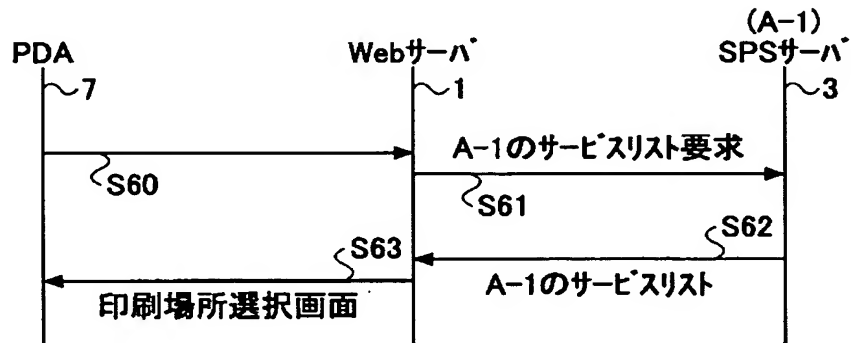 (A-1)
PDA
Webサーバ
SPSサーバ
7
1
3
A-1のサービスリスト要求
S60
S61
S62
S63
A-1のサービスリスト
印刷場所選択画面